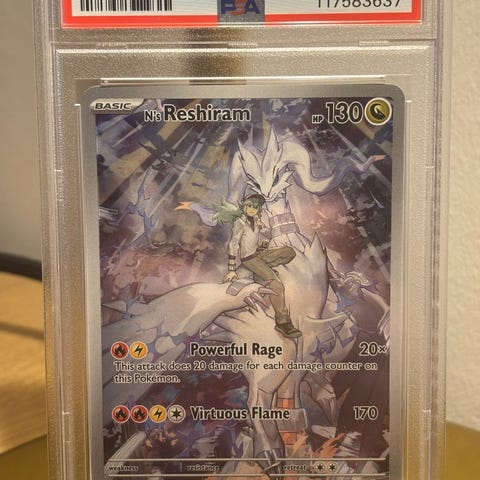 PSA
117583637
BASIC N's Reshiram HP 130
Powerful Rage 20×
This attack does 20 damage for each damage counter on
this Pokémon.
Virtuous Flame 170
weakness resistance retreat